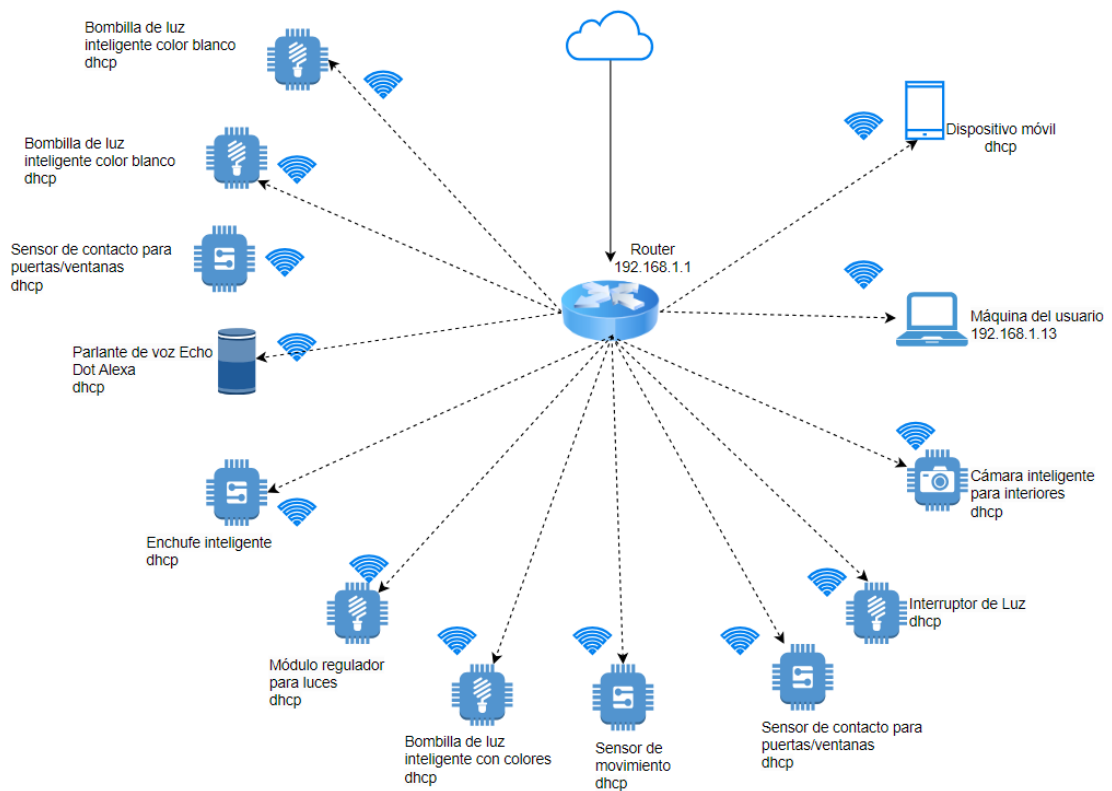 Bombilla de luz
inteligente color blanco
dhcp
Bombilla de luz
inteligente color blanco
dhcp
Sensor de contacto para
puertas/ventanas
dhcp
Parlante de voz Echo
Dot Alexa
dhcp
Enchufe inteligente
dhcp
Módulo regulador
para luces
dhcp
Bombilla de luz
inteligente con colores
dhcp
Sensor de
movimiento
dhcp
Sensor de contacto para
puertas/ventanas
dhcp
Interruptor de Luz
dhcp
Cámara inteligente
para interiores
dhcp
Máquina del usuario
192.168.1.13
Dispositivo móvil
dhcp
Router
192.168.1.1